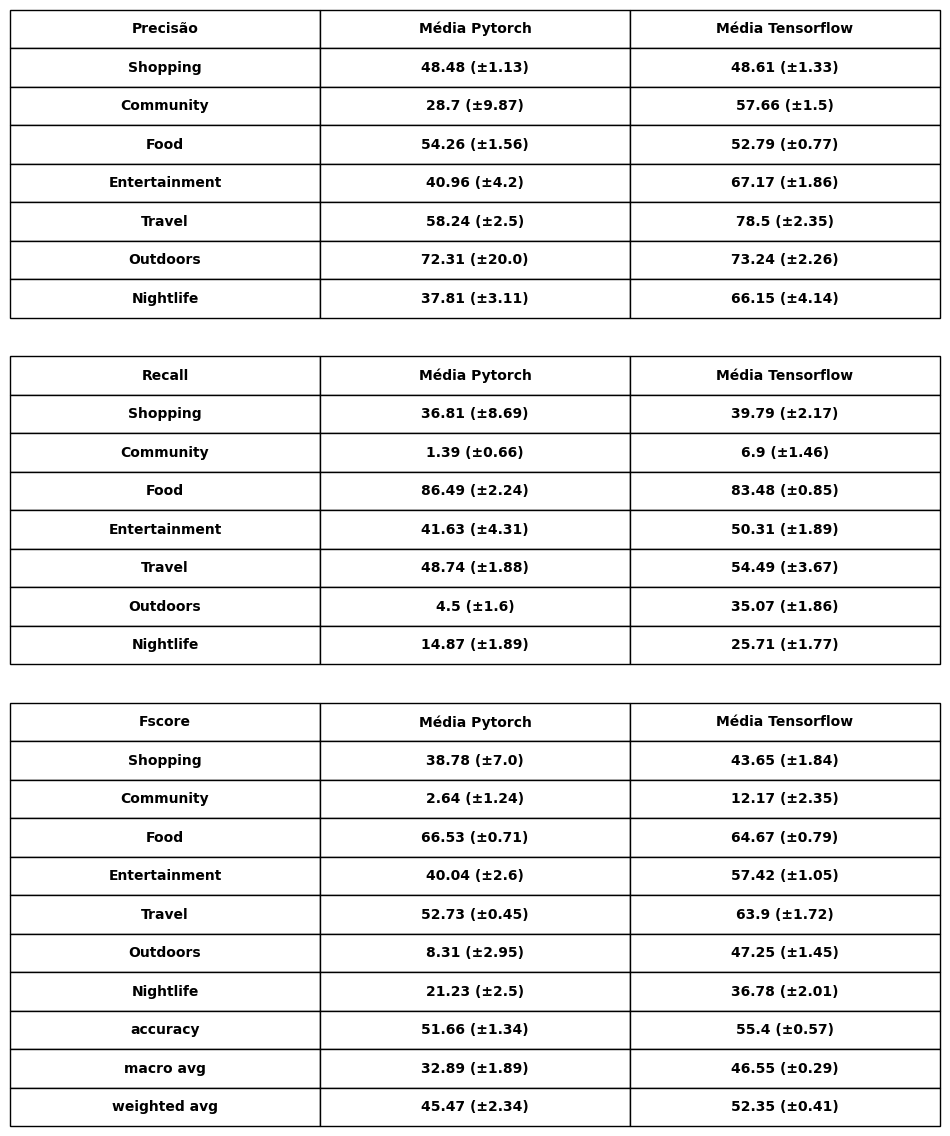 Precisão Média Pytorch Média Tensorflow
Shopping 48.48 (±1.13) 48.61 (±1.33)
Community 28.7 (±9.87) 57.66 (±1.5)
Food 54.26 (±1.56) 52.79 (±0.77)
Entertainment 40.96 (±4.2) 67.17 (±1.86)
Travel 58.24 (±2.5) 78.5 (±2.35)
Outdoors 72.31 (±20.0) 73.24 (±2.26)
Nightlife 37.81 (±3.11) 66.15 (±4.14)
Recall Média Pytorch Média Tensorflow
Shopping 36.81 (±8.69) 39.79 (±2.17)
Community 1.39 (±0.66) 6.9 (±1.46)
Food 86.49 (±2.24) 83.48 (±0.85)
Entertainment 41.63 (±4.31) 50.31 (±1.89)
Travel 48.74 (±1.88) 54.49 (±3.67)
Outdoors 4.5 (±1.6) 35.07 (±1.86)
Nightlife 14.87 (±1.89) 25.71 (±1.77)
Fscore Média Pytorch Média Tensorflow
Shopping 38.78 (±7.0) 43.65 (±1.84)
Community 2.64 (±1.24) 12.17 (±2.35)
Food 66.53 (±0.71) 64.67 (±0.79)
Entertainment 40.04 (±2.6) 57.42 (±1.05)
Travel 52.73 (±0.45) 63.9 (±1.72)
Outdoors 8.31 (±2.95) 47.25 (±1.45)
Nightlife 21.23 (±2.5) 36.78 (±2.01)
accuracy 51.66 (±1.34) 55.4 (±0.57)
macro avg 32.89 (±1.89) 46.55 (±0.29)
weighted avg 45.47 (±2.34) 52.35 (±0.41)